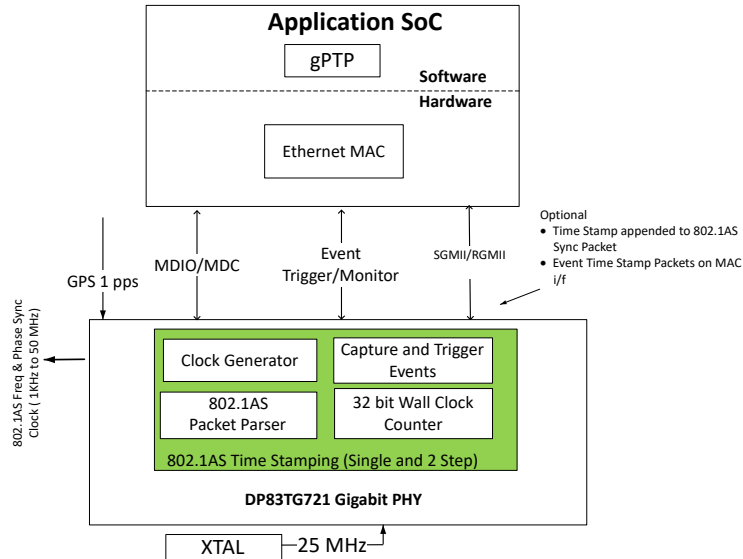 Application SoC
gPTP
Software
Hardware
Ethernet MAC
GPS 1 pps
MDIO/MDC
Event
Trigger/Monitor
SGMII/RGMII
Optional
• Time Stamp appended to 802.1AS
Sync Packet
• Event Time Stamp Packets on MAC
i/f
802.1AS Freq & Phase Sync
Clock ( 1KHz to 50 MHz)
Clock Generator
Capture and Trigger
Events
802.1AS
Packet Parser
32 bit Wall Clock
Counter
802.1AS Time Stamping (Single and 2 Step)
DP83TG721 Gigabit PHY
XTAL
25 MHz